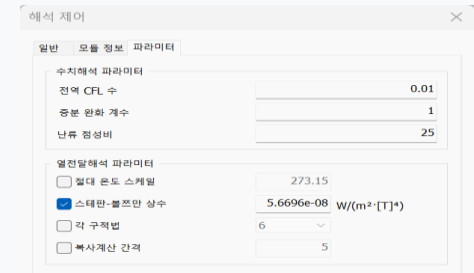 해석 제어
일반 모듈 정보 파라미터
수치해석 파라미터
전역 CFL 수 0.01
증분 완화 계수 1
난류 점성비 25
열전달해석 파라미터
절대 온도 스케일 273.15
스테판-볼쯔만 상수 5.6696e-08 W/(m²·[T]⁴)
각 구적법 6
복사계산 간격 5